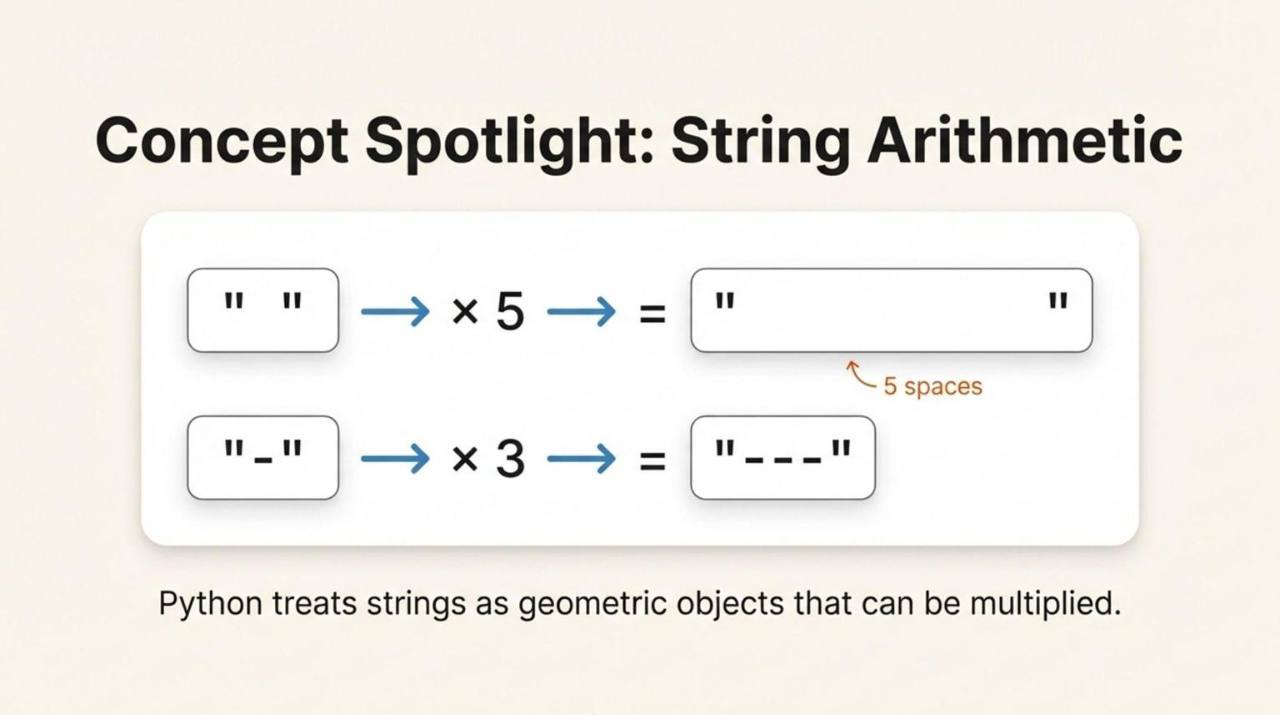 Concept Spotlight: String Arithmetic
" " → × 5 → = "     "
5 spaces
"-" → × 3 → = "---"
Python treats strings as geometric objects that can be multiplied.